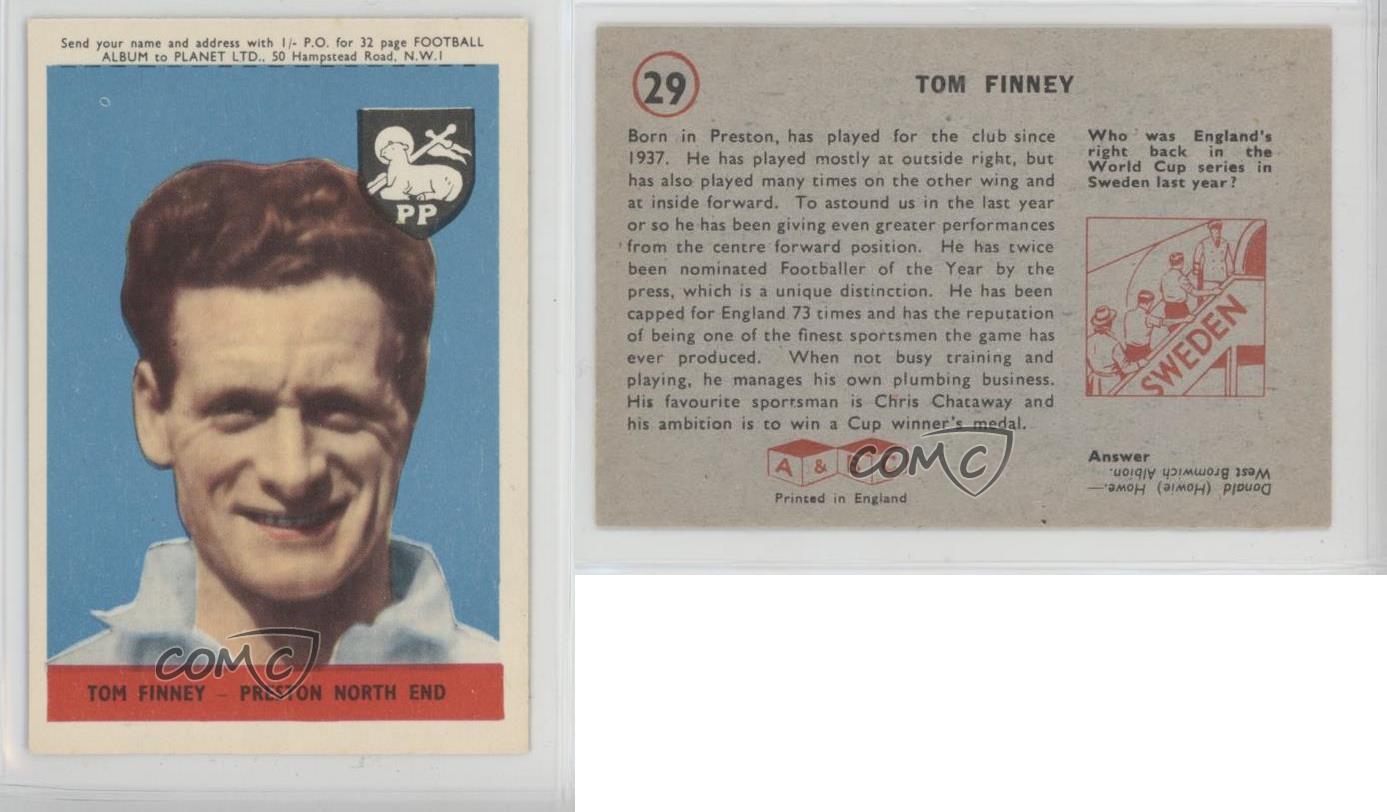 Send your name and address with 1/- P.O. for 32 page FOOTBALL
ALBUM to PLANET LTD., 50 Hampstead Road, N.W.1
PP
COMC
TOM FINNEY – PRESTON NORTH END
29
TOM FINNEY
Born in Preston, has played for the club since
1937. He has played mostly at outside right, but
has also played many times on the other wing and
at inside forward. To astound us in the last year
or so he has been giving even greater performances
from the centre forward position. He has twice
been nominated Footballer of the Year by the
press, which is a unique distinction. He has been
capped for England 73 times and has the reputation
of being one of the finest sportsmen the game has
ever produced. When not busy training and
playing, he manages his own plumbing business.
His favourite sportsman is Chris Chataway and
his ambition is to win a Cup winner's medal.
A & BC
COMC
Printed in England
Who was England's
right back in the
World Cup series in
Sweden last year?
SWEDEN
Answer
Donald (Howie) Howe.—
West Bromwich Albion.